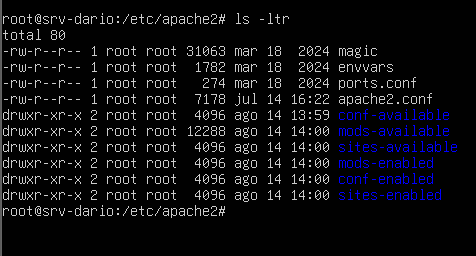 root@srv-dario:/etc/apache2# ls -ltr
total 80
-rw-r--r-- 1 root root 31063 mar 18  2024 magic
-rw-r--r-- 1 root root  1782 mar 18  2024 envvars
-rw-r--r-- 1 root root   274 mar 18  2024 ports.conf
-rw-r--r-- 1 root root  7178 jul 14 16:22 apache2.conf
drwxr-xr-x 2 root root  4096 ago 14 13:59 conf-available
drwxr-xr-x 2 root root 12288 ago 14 14:00 mods-available
drwxr-xr-x 2 root root  4096 ago 14 14:00 sites-available
drwxr-xr-x 2 root root  4096 ago 14 14:00 mods-enabled
drwxr-xr-x 2 root root  4096 ago 14 14:00 conf-enabled
drwxr-xr-x 2 root root  4096 ago 14 14:00 sites-enabled
root@srv-dario:/etc/apache2#